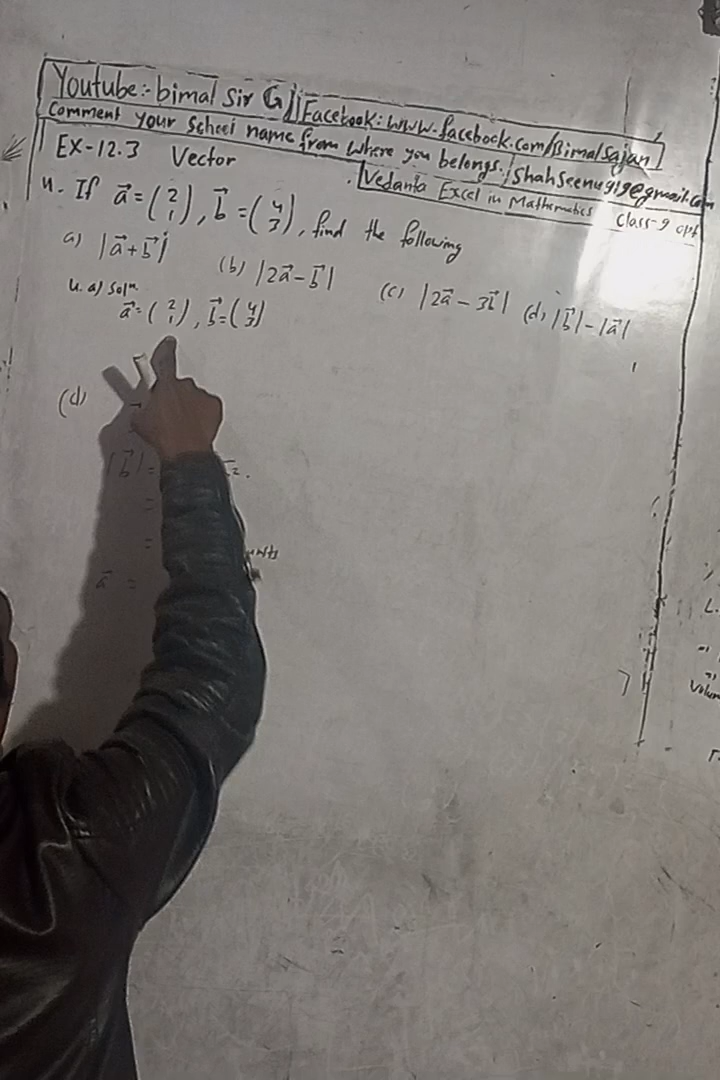 Youtube:- bimal Sir G | Facebook: www.facebook.com/BimalSajan
Comment your School name from where you belongs. / Shahseenu919@gmail.com
EX-12.3 Vector
Vedanta Excel in Mathematics class-9 opt
4. If a⃗ = (2 1), b⃗ = (4 3), find the following
a) |a⃗+b⃗| (b) |2a⃗ - b⃗| (c) |2a⃗ - 3b⃗| (d) |b⃗| - |a⃗|
4. a) Soln
a⃗ = (2 1), b⃗ = (4 3)
(d)
|b⃗| =
=
= units
a⃗ =